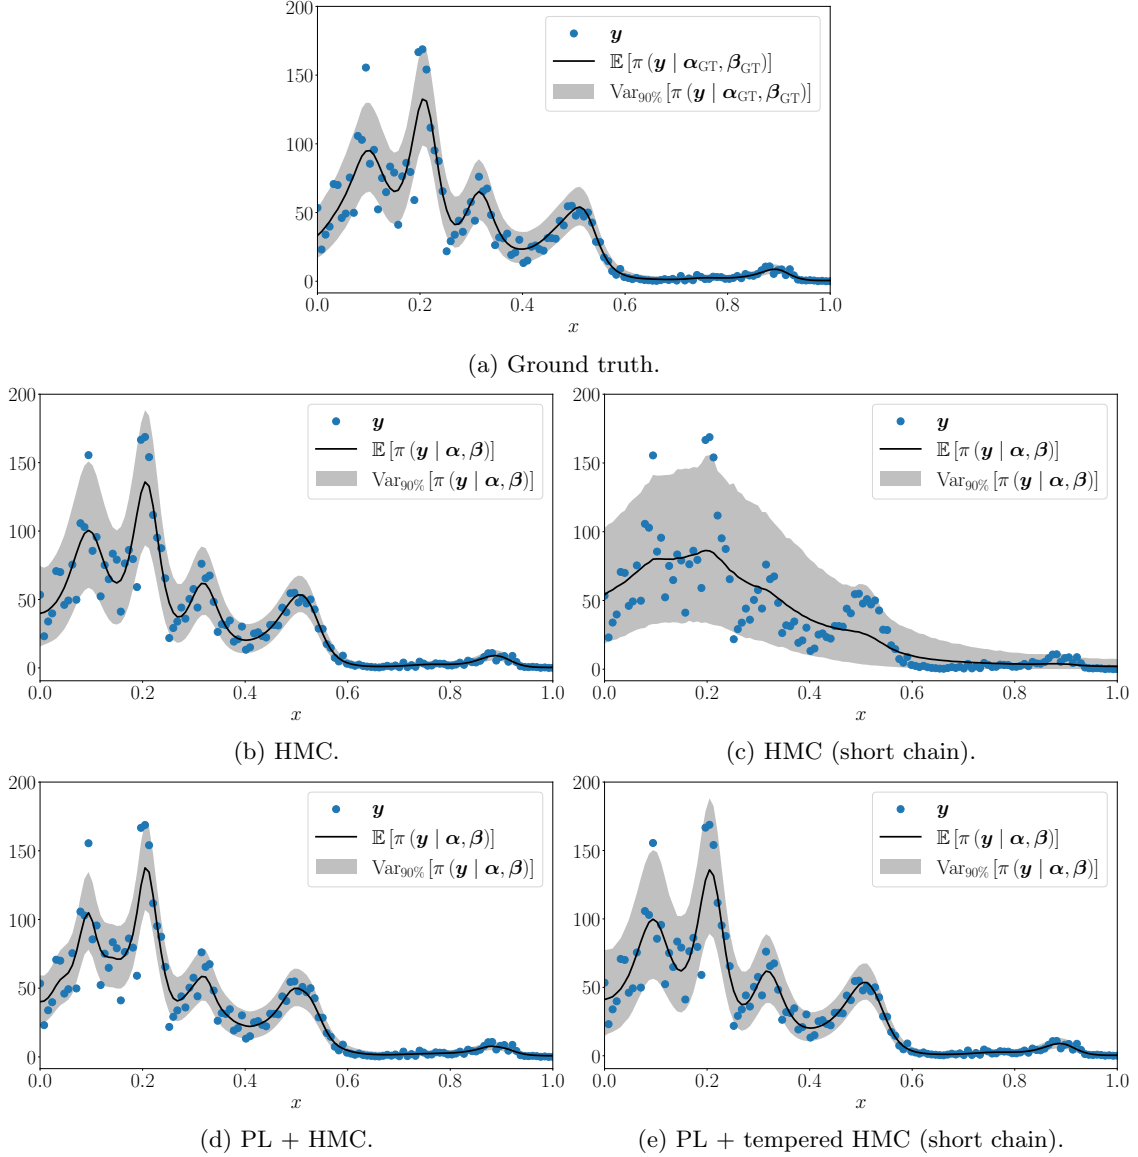 200
150
100
50
0
0.0 0.2 0.4 0.6 0.8 1.0
x
y
𝔼 [π (y | α_GT, β_GT)]
Var_90% [π (y | α_GT, β_GT)]
(a) Ground truth.
200
150
100
50
0
0.0 0.2 0.4 0.6 0.8 1.0
x
y
𝔼 [π (y | α, β)]
Var_90% [π (y | α, β)]
(b) HMC.
200
150
100
50
0
0.0 0.2 0.4 0.6 0.8 1.0
x
y
𝔼 [π (y | α, β)]
Var_90% [π (y | α, β)]
(c) HMC (short chain).
200
150
100
50
0
0.0 0.2 0.4 0.6 0.8 1.0
x
y
𝔼 [π (y | α, β)]
Var_90% [π (y | α, β)]
(d) PL + HMC.
200
150
100
50
0
0.0 0.2 0.4 0.6 0.8 1.0
x
y
𝔼 [π (y | α, β)]
Var_90% [π (y | α, β)]
(e) PL + tempered HMC (short chain).